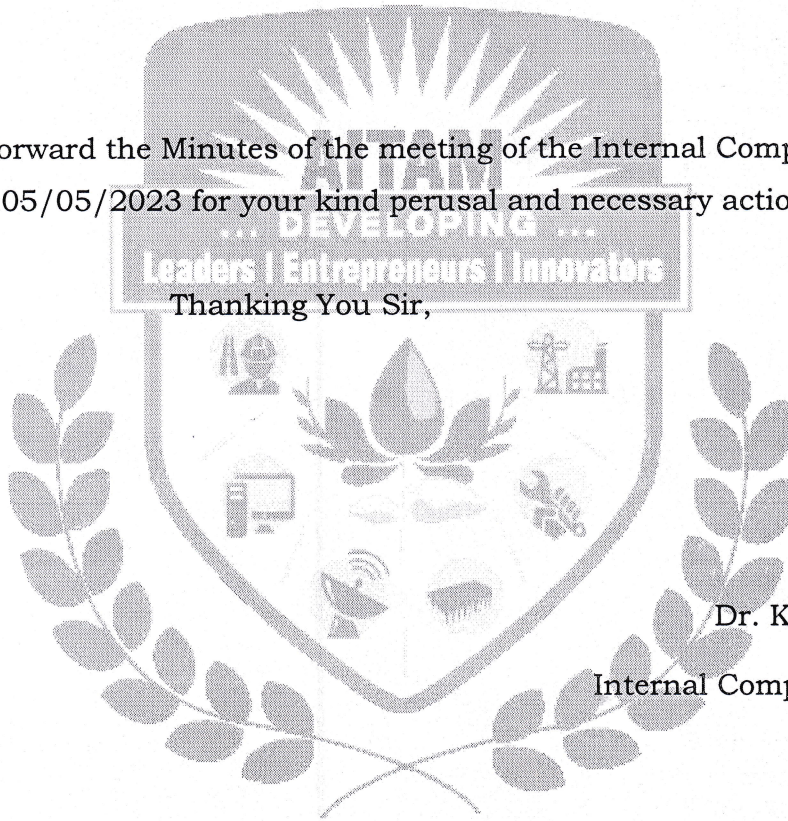 AITAM
orward the Minutes of the meeting of the Internal Comp
05/05/2023 for your kind perusal and necessary actio
... DEVELOPING ...
Leaders | Entrepreneurs | Innovators
Thanking You Sir,
Dr. K
Internal Comp